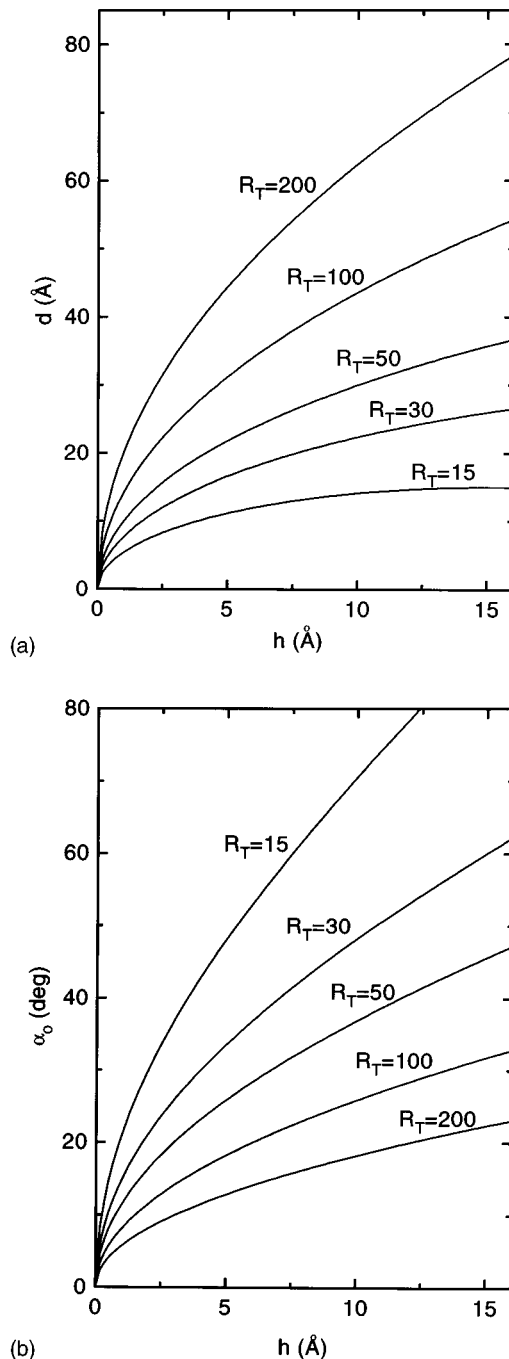 80
60
40
20
0
d (Å)
R_T=200
R_T=100
R_T=50
R_T=30
R_T=15
0
5
10
15
h (Å)
(a)
80
60
40
20
0
α_o (deg)
R_T=15
R_T=30
R_T=50
R_T=100
R_T=200
0
5
10
15
h (Å)
(b)